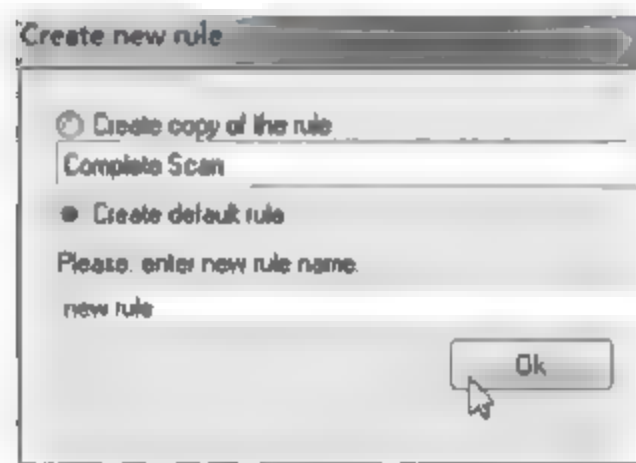 Create new rule
Create copy of the rule
Complete Scan
Create default rule
Please, enter new rule name.
new rule
Ok